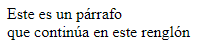 Este es un párrafo
que continúa en este renglón